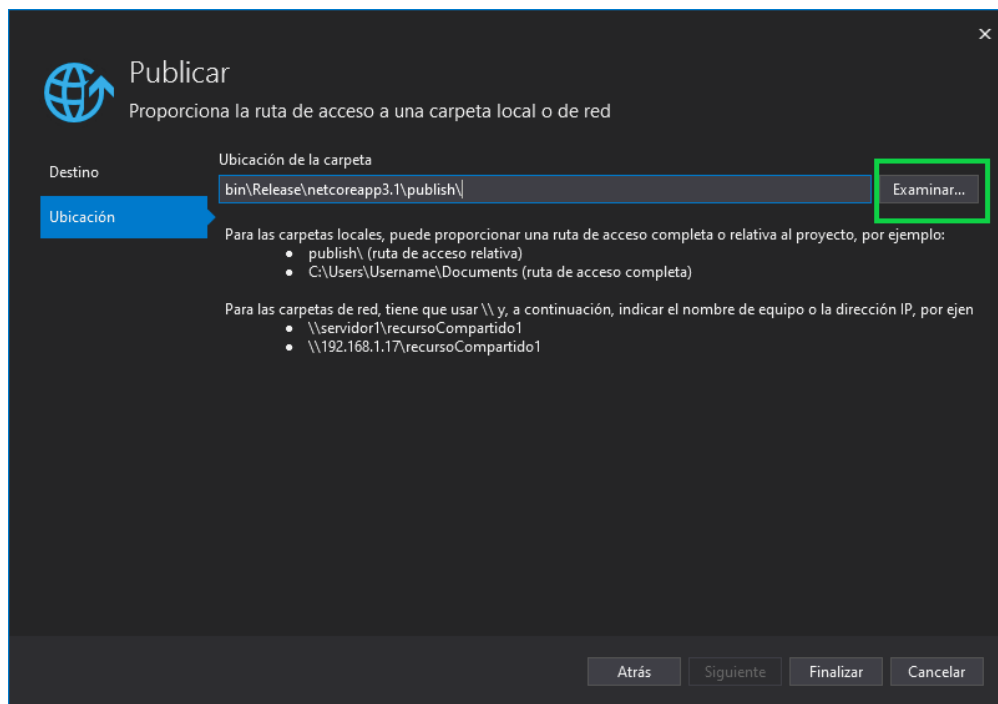 Publicar
Proporciona la ruta de acceso a una carpeta local o de red
Destino
Ubicación
Ubicación de la carpeta
bin\Release\netcoreapp3.1\publish\
Examinar...
Para las carpetas locales, puede proporcionar una ruta de acceso completa o relativa al proyecto, por ejemplo:
● publish\ (ruta de acceso relativa)
● C:\Users\Username\Documents (ruta de acceso completa)
Para las carpetas de red, tiene que usar \\ y, a continuación, indicar el nombre de equipo o la dirección IP, por ejen
● \\servidor1\recursoCompartido1
● \\192.168.1.17\recursoCompartido1
Atrás
Siguiente
Finalizar
Cancelar